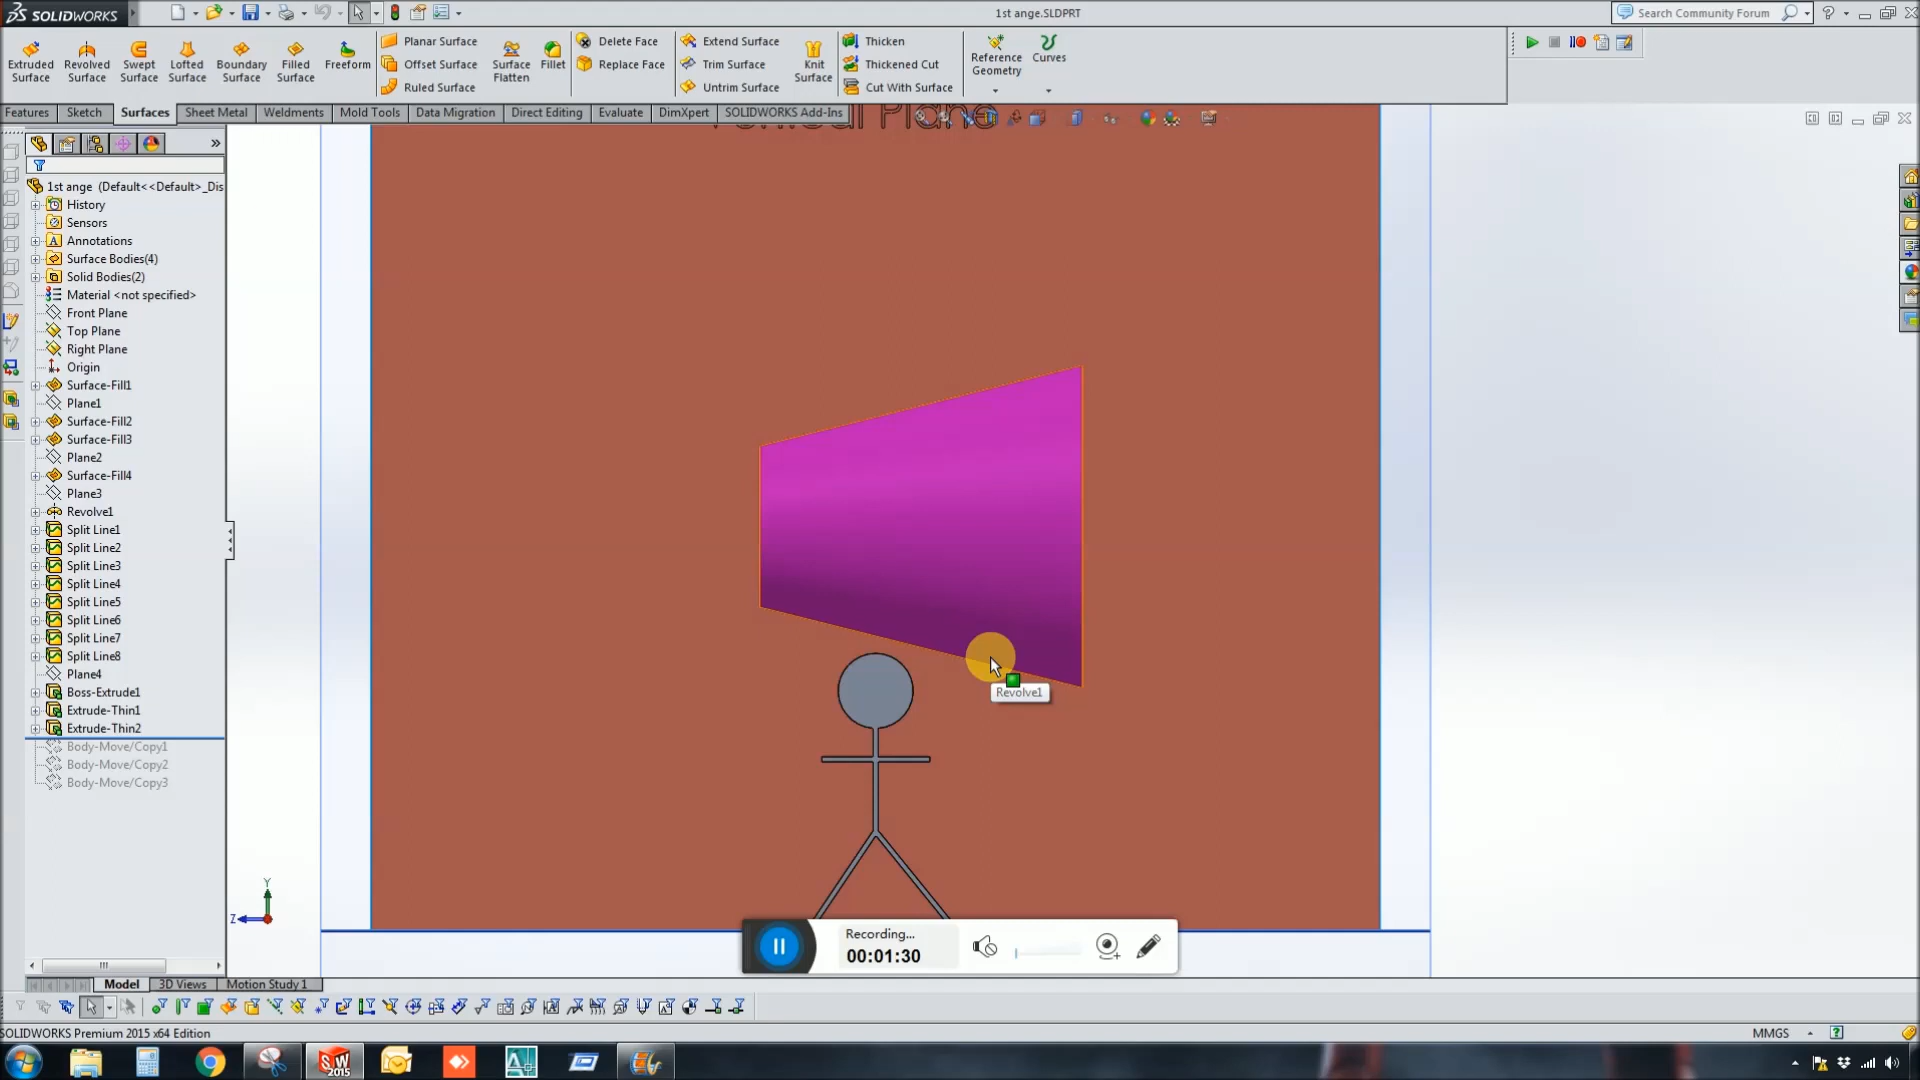 SOLIDWORKS
1st ange.SLDPRT
Search Community Forum
Extruded Surface
Revolved Surface
Swept Surface
Lofted Surface
Boundary Surface
Filled Surface
Freeform
Planar Surface
Offset Surface
Ruled Surface
Surface Flatten
Fillet
Delete Face
Replace Face
Extend Surface
Trim Surface
Untrim Surface
Knit Surface
Thicken
Thickened Cut
Cut With Surface
Reference Geometry
Curves
Features
Sketch
Surfaces
Sheet Metal
Weldments
Mold Tools
Data Migration
Direct Editing
Evaluate
DimXpert
SOLIDWORKS Add-Ins
Plane
1st ange (Default<<Default>_Dis
History
Sensors
Annotations
Surface Bodies(4)
Solid Bodies(2)
Material <not specified>
Front Plane
Top Plane
Right Plane
Origin
Surface-Fill1
Plane1
Surface-Fill2
Surface-Fill3
Plane2
Surface-Fill4
Plane3
Revolve1
Split Line1
Split Line2
Split Line3
Split Line4
Split Line5
Split Line6
Split Line7
Split Line8
Plane4
Boss-Extrude1
Extrude-Thin1
Extrude-Thin2
Body-Move/Copy1
Body-Move/Copy2
Body-Move/Copy3
Revolve1
Y
Z
Recording...
00:01:30
Model
3D Views
Motion Study 1
SOLIDWORKS Premium 2015 x64 Edition
MMGS
SW
2015